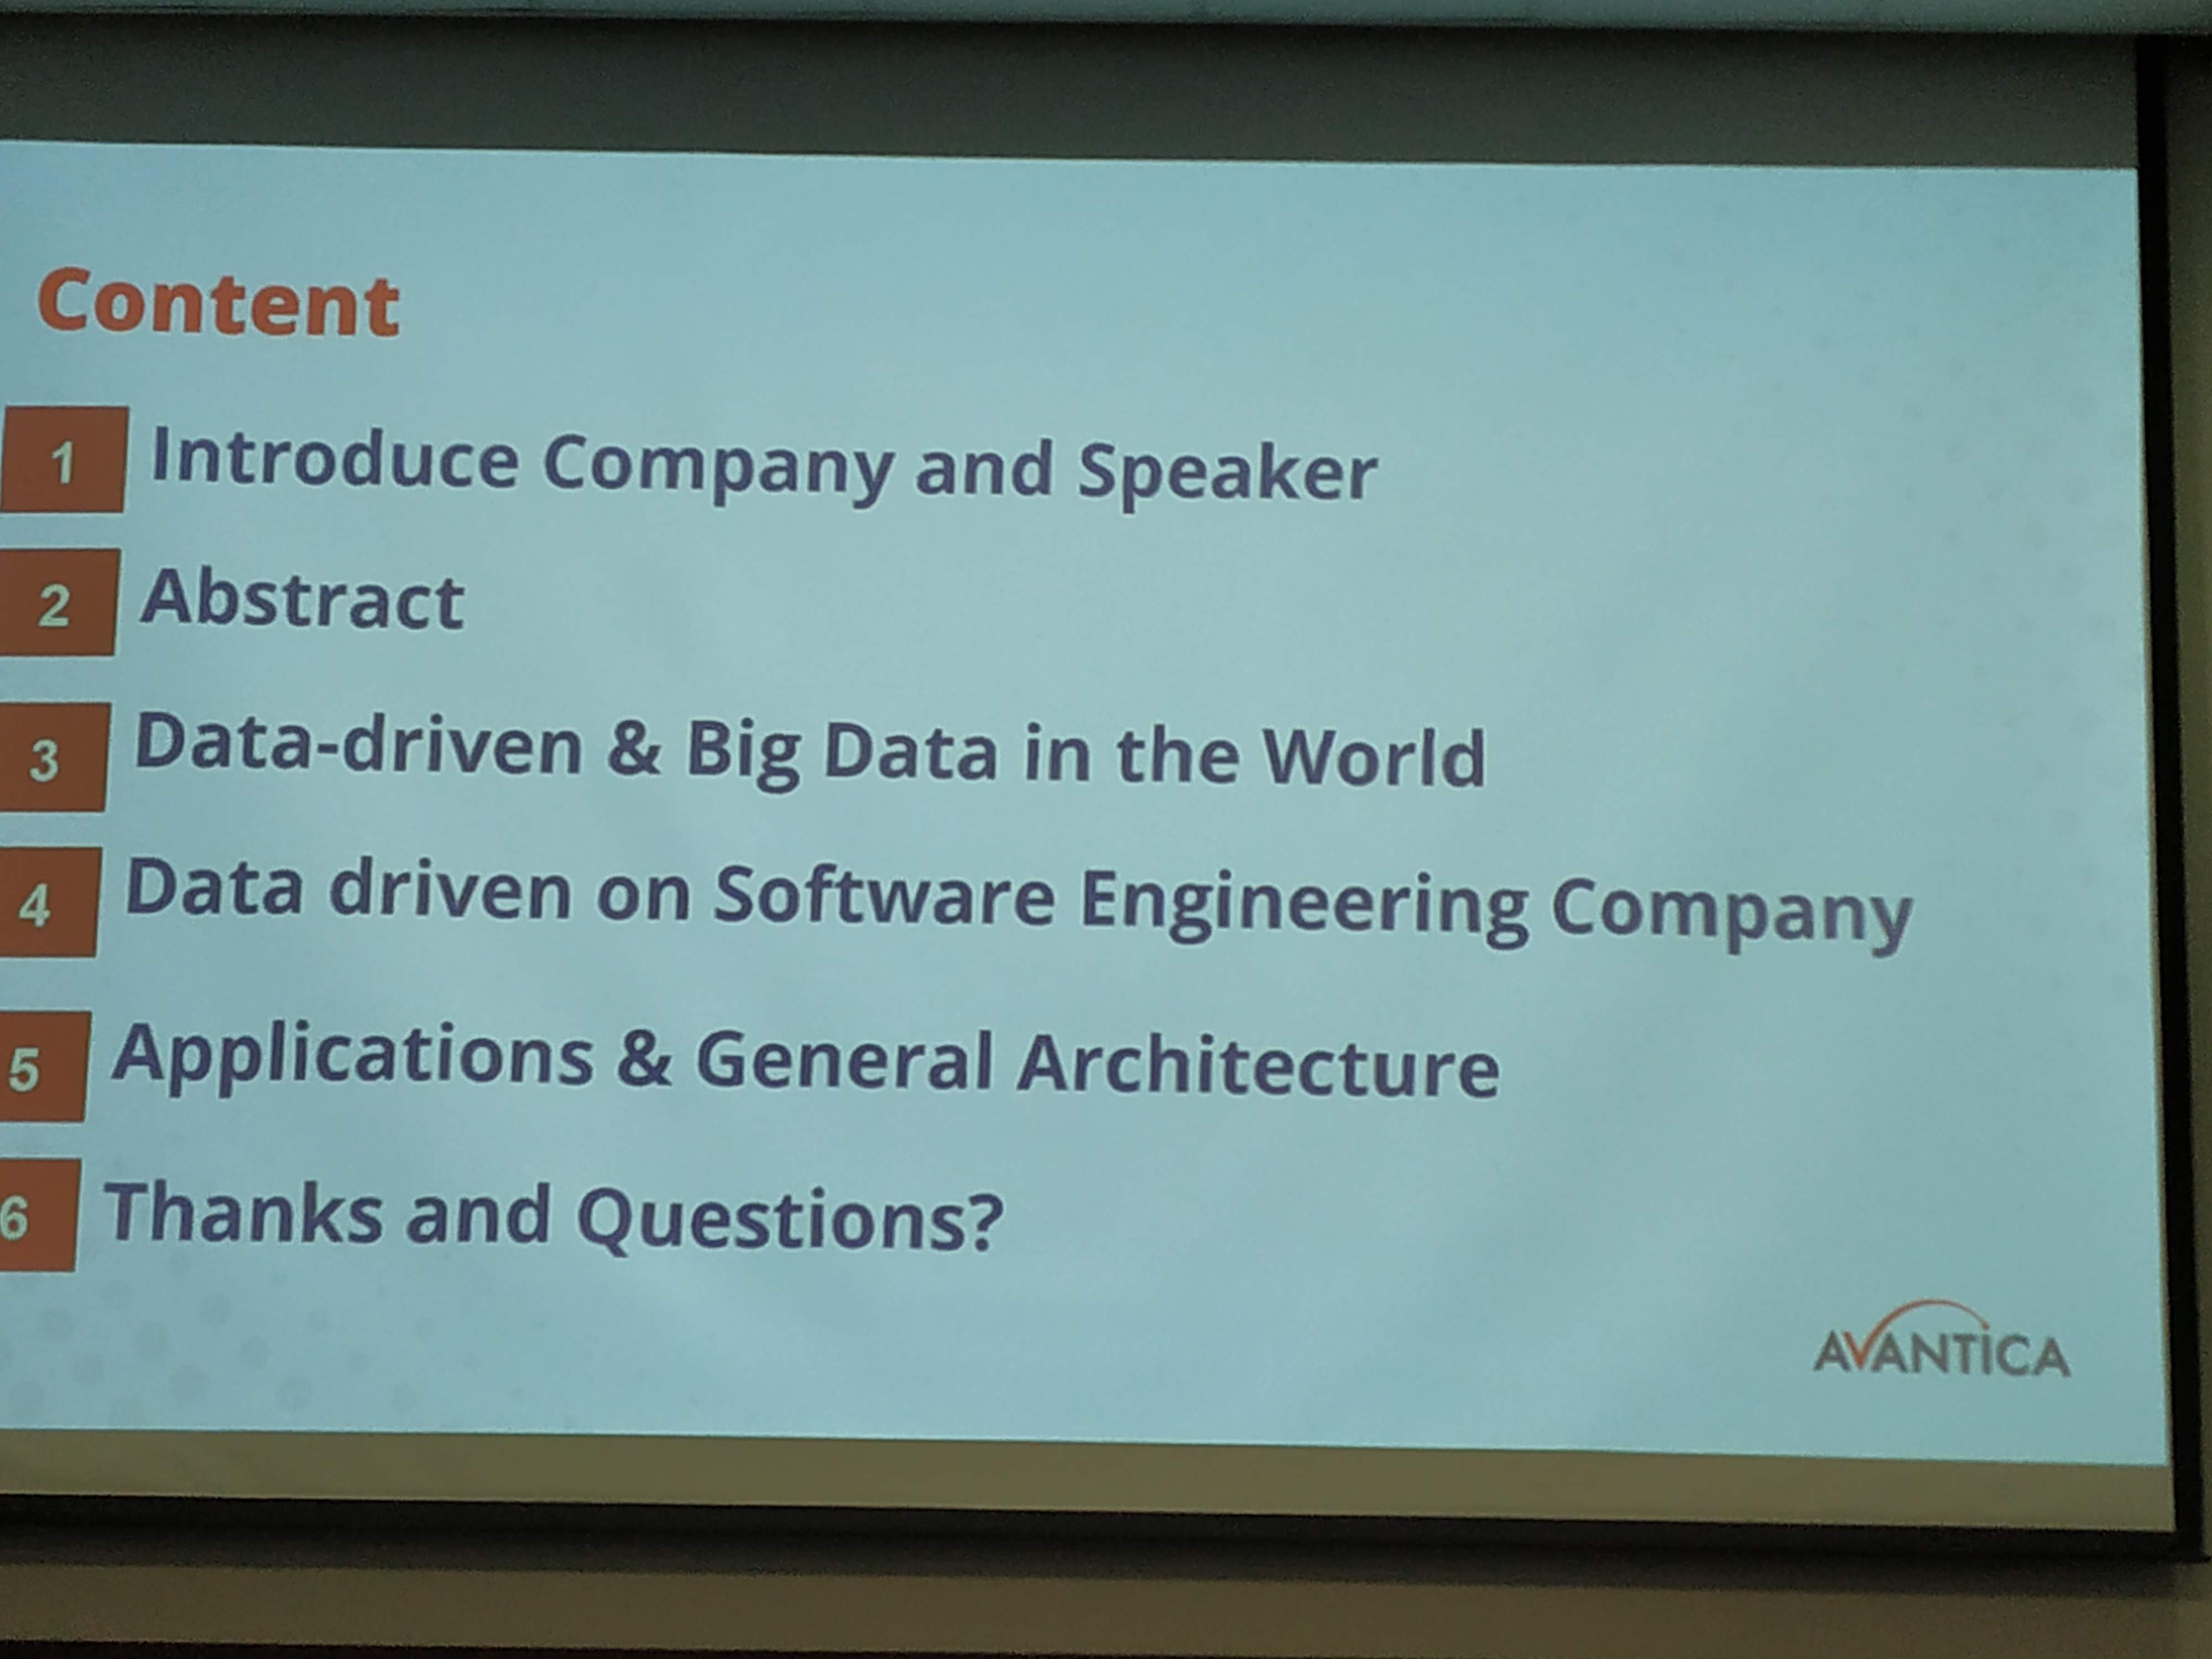 Content
1 Introduce Company and Speaker
2 Abstract
3 Data-driven & Big Data in the World
4 Data driven on Software Engineering Company
5 Applications & General Architecture
6 Thanks and Questions?
AVANTICA